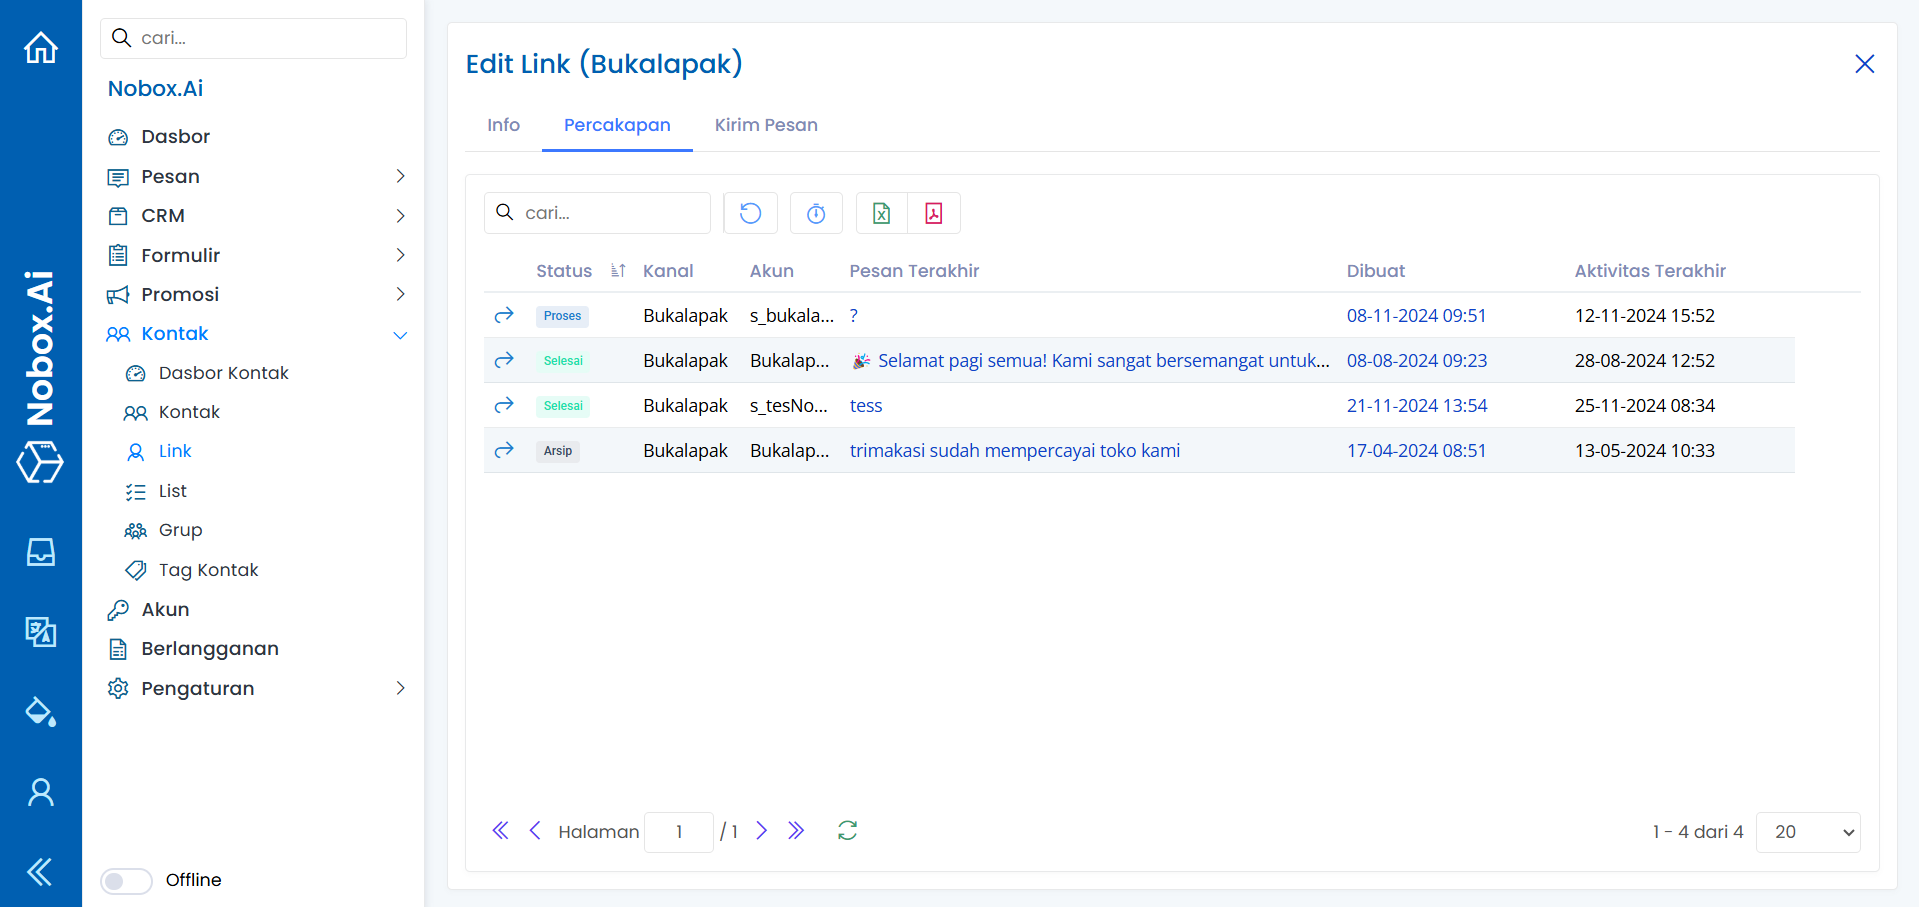 cari...
Nobox.Ai
Dasbor
Pesan
CRM
Formulir
Promosi
Kontak
Dasbor Kontak
Kontak
Link
List
Grup
Tag Kontak
Akun
Berlangganan
Pengaturan
Offline
Nobox.Ai
Edit Link (Bukalapak)
Info Percakapan Kirim Pesan
cari...
Status Kanal Akun Pesan Terakhir Dibuat Aktivitas Terakhir
Proses Bukalapak s_bukala... ? 08-11-2024 09:51 12-11-2024 15:52
Selesai Bukalapak Bukalap... 🎉 Selamat pagi semua! Kami sangat bersemangat untuk... 08-08-2024 09:23 28-08-2024 12:52
Selesai Bukalapak s_tesNo... tess 21-11-2024 13:54 25-11-2024 08:34
Arsip Bukalapak Bukalap... trimakasi sudah mempercayai toko kami 17-04-2024 08:51 13-05-2024 10:33
Halaman 1 / 1 1 - 4 dari 4 20